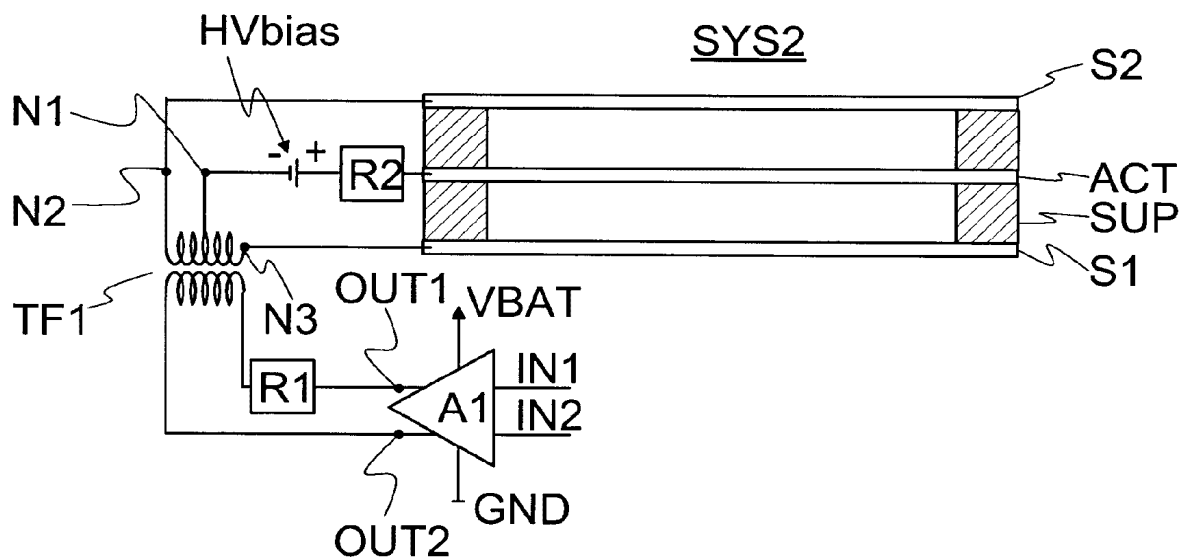 HVbias
SYS2
S2
N1
- +
R2
ACT
N2
SUP
S1
OUT1
TF1
N3
VBAT
R1
IN1
A1
IN2
GND
OUT2